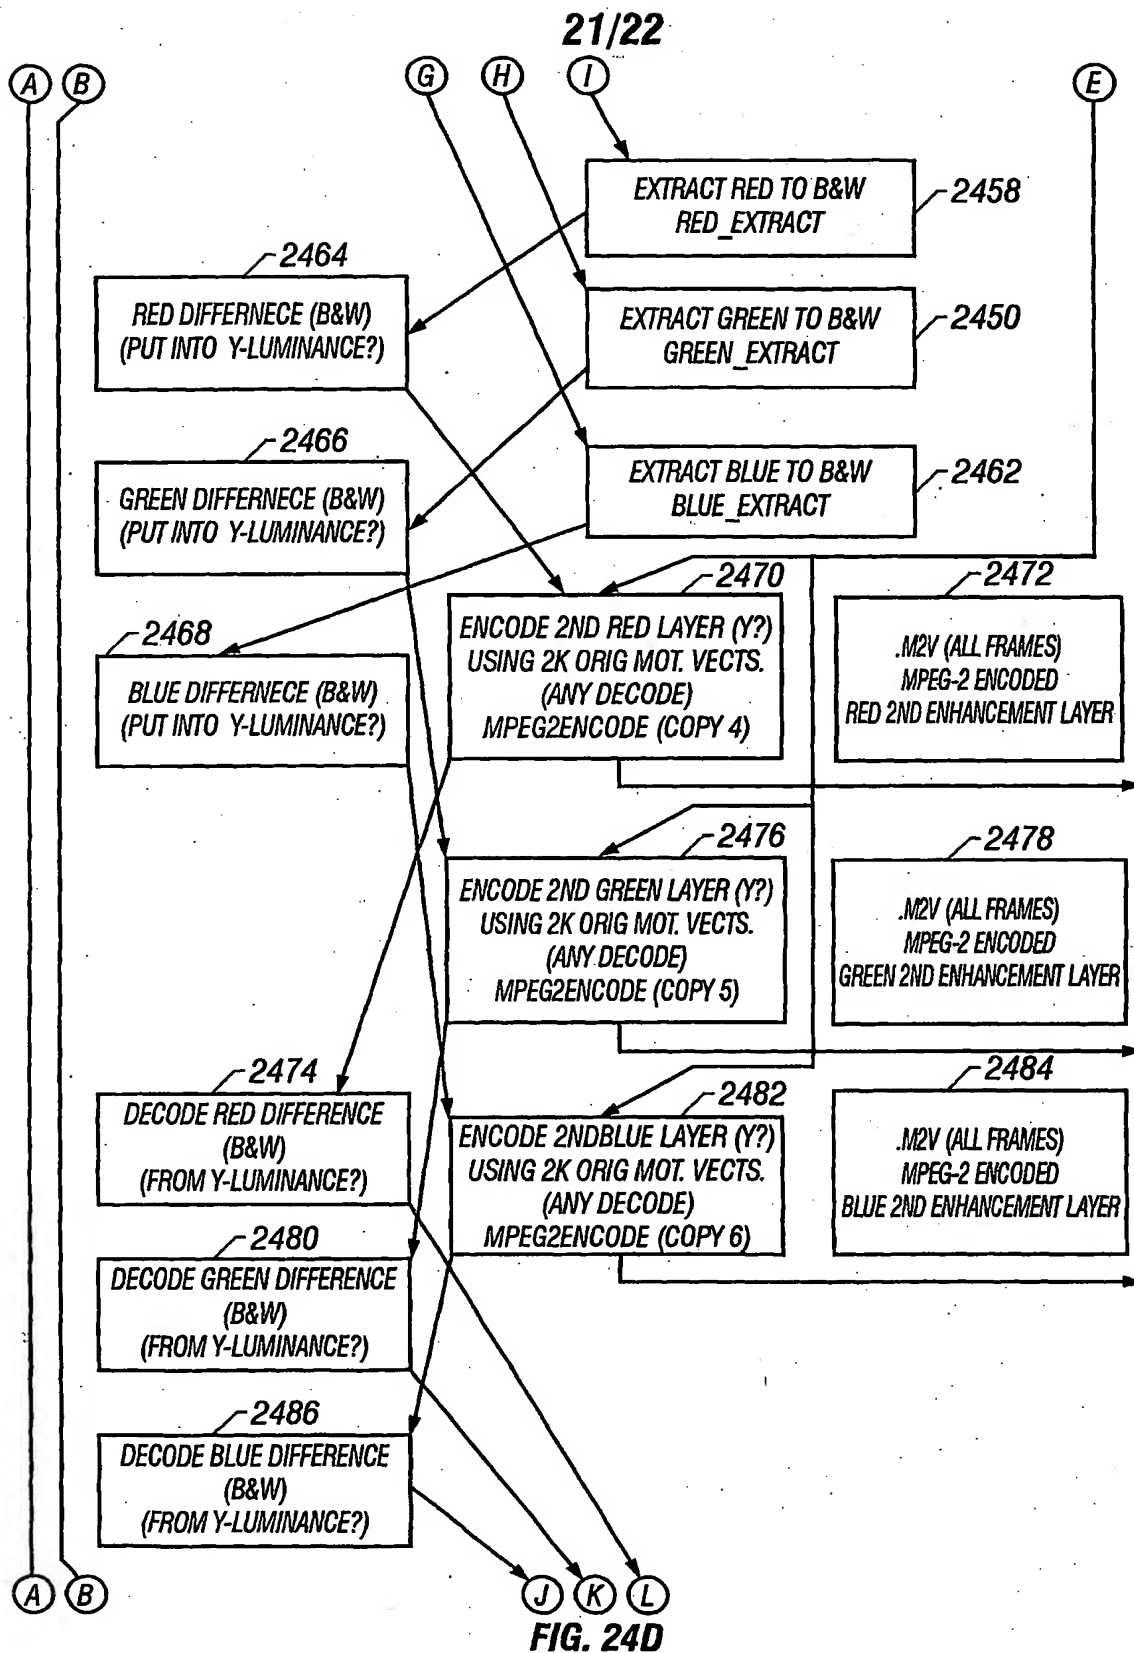 21/22
A B G H I E
EXTRACT RED TO B&W
RED_EXTRACT
2458
2464
RED DIFFERNECE (B&W)
(PUT INTO Y-LUMINANCE?)
EXTRACT GREEN TO B&W
GREEN_EXTRACT
2450
2466
GREEN DIFFERNECE (B&W)
(PUT INTO Y-LUMINANCE?)
EXTRACT BLUE TO B&W
BLUE_EXTRACT
2462
2468
BLUE DIFFERNECE (B&W)
(PUT INTO Y-LUMINANCE?)
2470
ENCODE 2ND RED LAYER (Y?)
USING 2K ORIG MOT. VECTS.
(ANY DECODE)
MPEG2ENCODE (COPY 4)
2472
.M2V (ALL FRAMES)
MPEG-2 ENCODED
RED 2ND ENHANCEMENT LAYER
2476
ENCODE 2ND GREEN LAYER (Y?)
USING 2K ORIG MOT. VECTS.
(ANY DECODE)
MPEG2ENCODE (COPY 5)
2478
.M2V (ALL FRAMES)
MPEG-2 ENCODED
GREEN 2ND ENHANCEMENT LAYER
2474
DECODE RED DIFFERENCE
(B&W)
(FROM Y-LUMINANCE?)
2482
ENCODE 2NDBLUE LAYER (Y?)
USING 2K ORIG MOT. VECTS.
(ANY DECODE)
MPEG2ENCODE (COPY 6)
2484
.M2V (ALL FRAMES)
MPEG-2 ENCODED
BLUE 2ND ENHANCEMENT LAYER
2480
DECODE GREEN DIFFERENCE
(B&W)
(FROM Y-LUMINANCE?)
2486
DECODE BLUE DIFFERENCE
(B&W)
(FROM Y-LUMINANCE?)
A B J K L
FIG. 24D